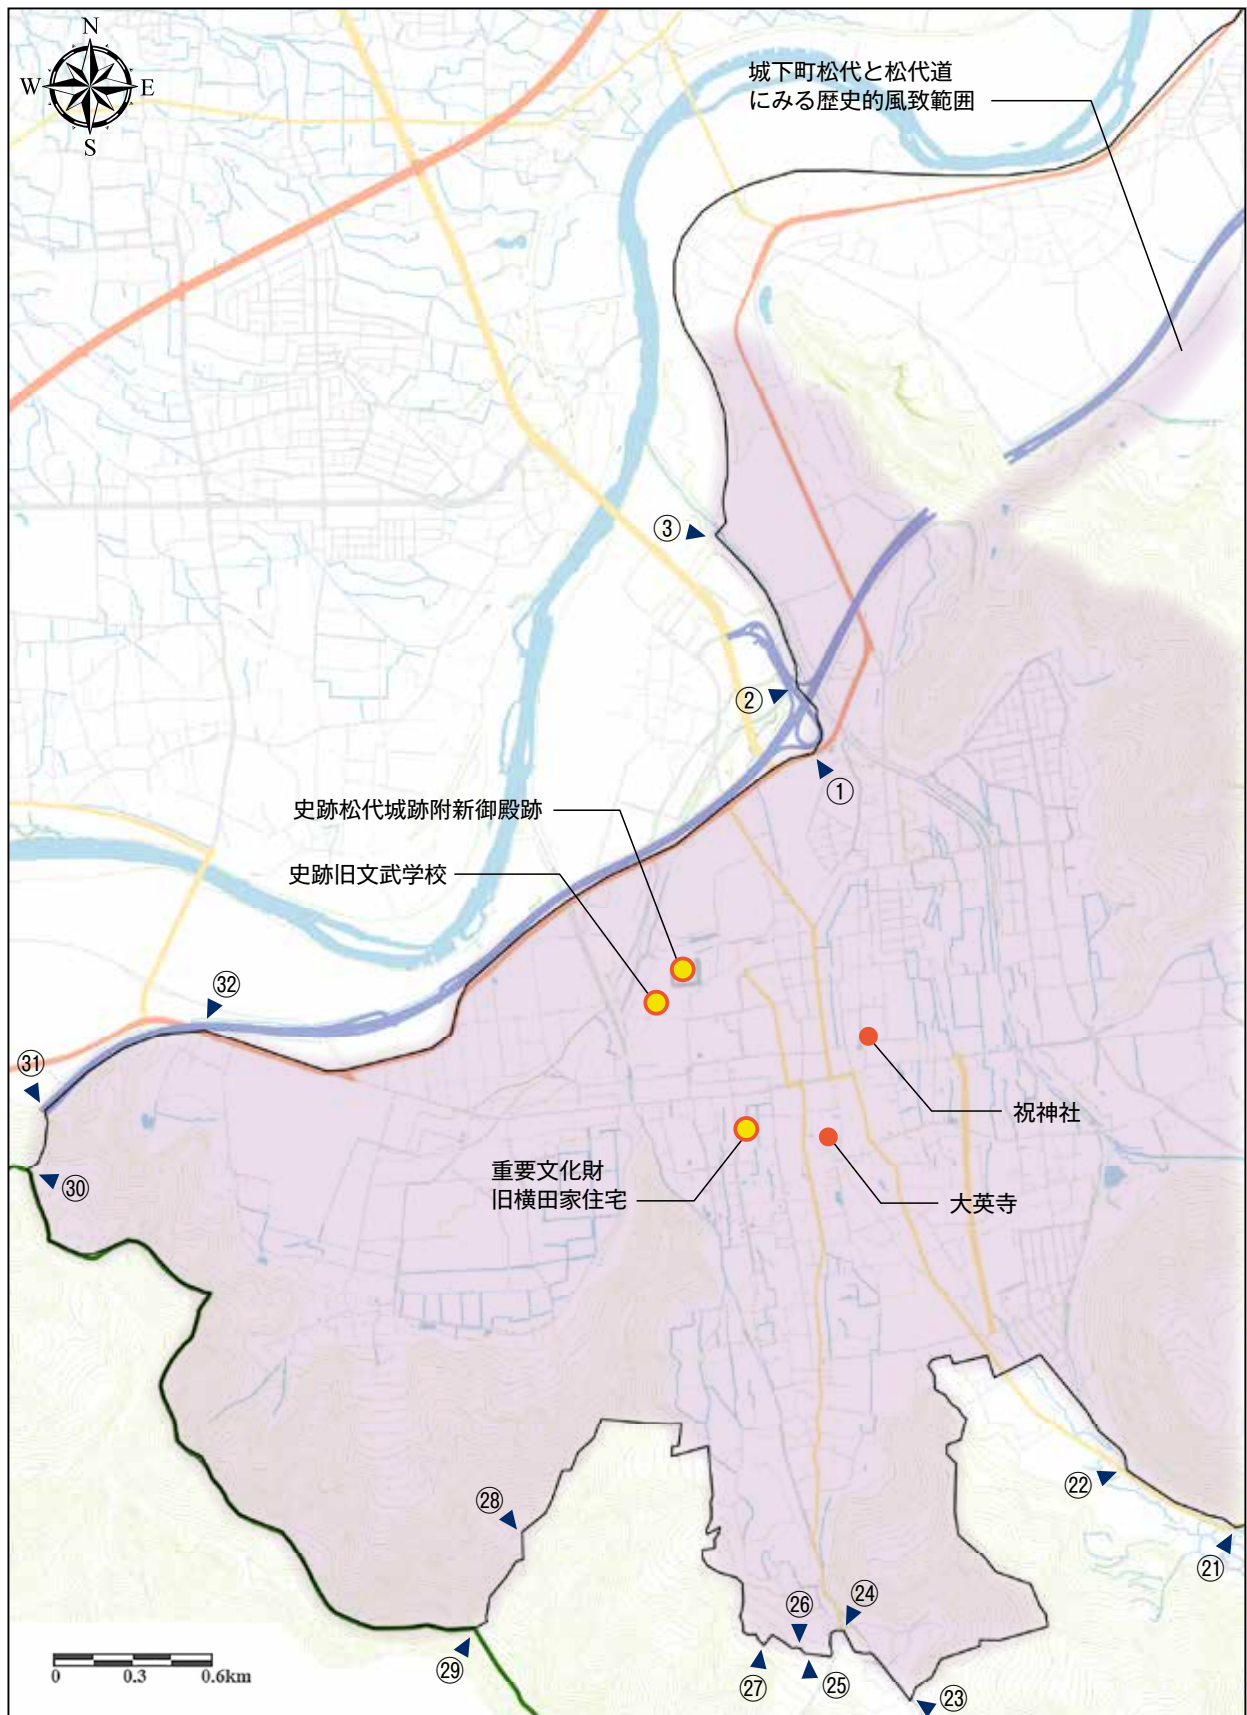 N
W
E
S
城下町松代と松代道
にみる歴史的風致範囲
③
②
①
史跡松代城跡附新御殿跡
史跡旧文武学校
㉜
㉛
㉚
祝神社
重要文化財
旧横田家住宅
大英寺
㉘
㉒
㉑
㉔
㉖
㉙
㉗
㉕
㉓
0 0.3 0.6km